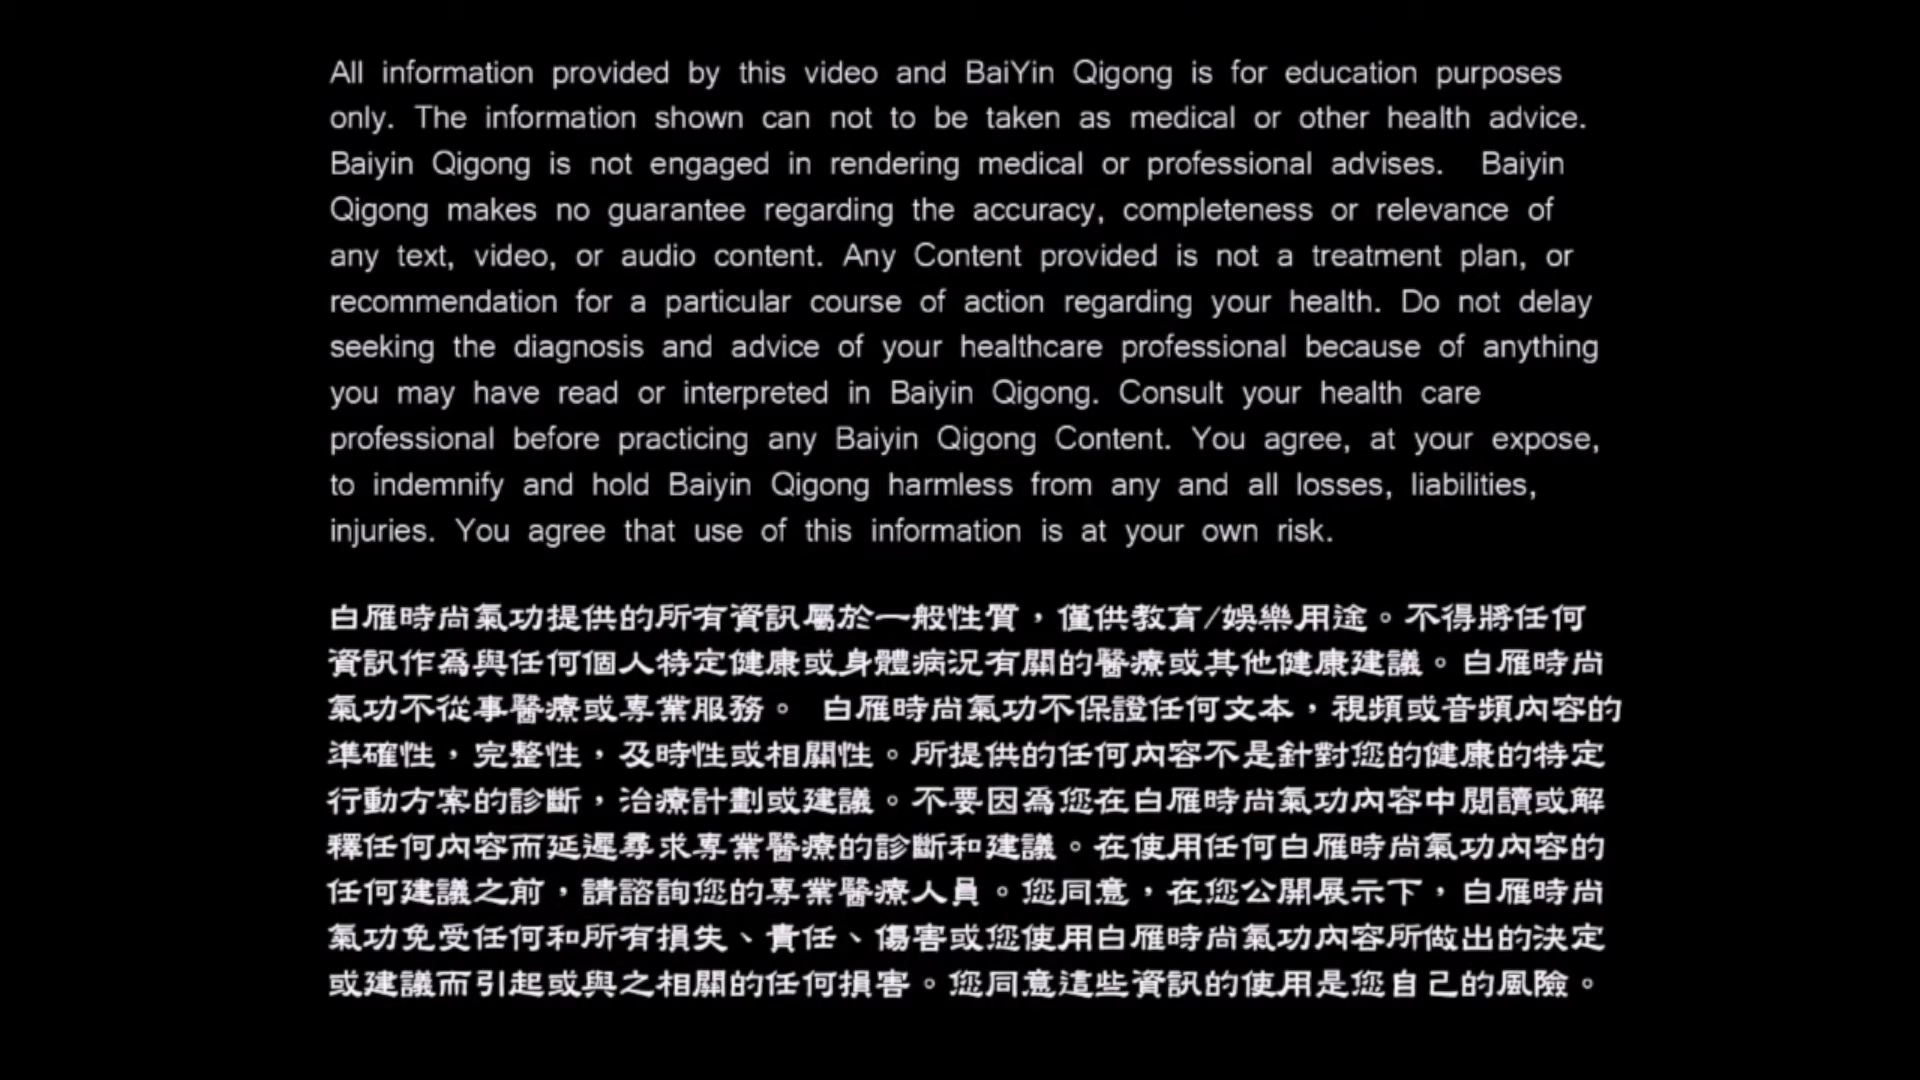 All information provided by this video and BaiYin Qigong is for education purposes
only. The information shown can not to be taken as medical or other health advice.
Baiyin Qigong is not engaged in rendering medical or professional advises. Baiyin
Qigong makes no guarantee regarding the accuracy, completeness or relevance of
any text, video, or audio content. Any Content provided is not a treatment plan, or
recommendation for a particular course of action regarding your health. Do not delay
seeking the diagnosis and advice of your healthcare professional because of anything
you may have read or interpreted in Baiyin Qigong. Consult your health care
professional before practicing any Baiyin Qigong Content. You agree, at your expose,
to indemnify and hold Baiyin Qigong harmless from any and all losses, liabilities,
injuries. You agree that use of this information is at your own risk.
白雁時尚氣功提供的所有資訊屬於一般性質，僅供教育/娛樂用途。不得將任何
資訊作為與任何個人特定健康或身體病況有關的醫療或其他健康建議。白雁時尚
氣功不從事醫療或專業服務。 白雁時尚氣功不保證任何文本，視頻或音頻內容的
準確性，完整性，及時性或相關性。所提供的任何內容不是針對您的健康的特定
行動方案的診斷，治療計劃或建議。不要因為您在白雁時尚氣功內容中閱讀或解
釋任何內容而延遲尋求專業醫療的診斷和建議。在使用任何白雁時尚氣功內容的
任何建議之前，請諮詢您的專業醫療人員。您同意，在您公開展示下，白雁時尚
氣功免受任何和所有損失、責任、傷害或您使用白雁時尚氣功內容所做出的決定
或建議而引起或與之相關的任何損害。您同意這些資訊的使用是您自己的風險。